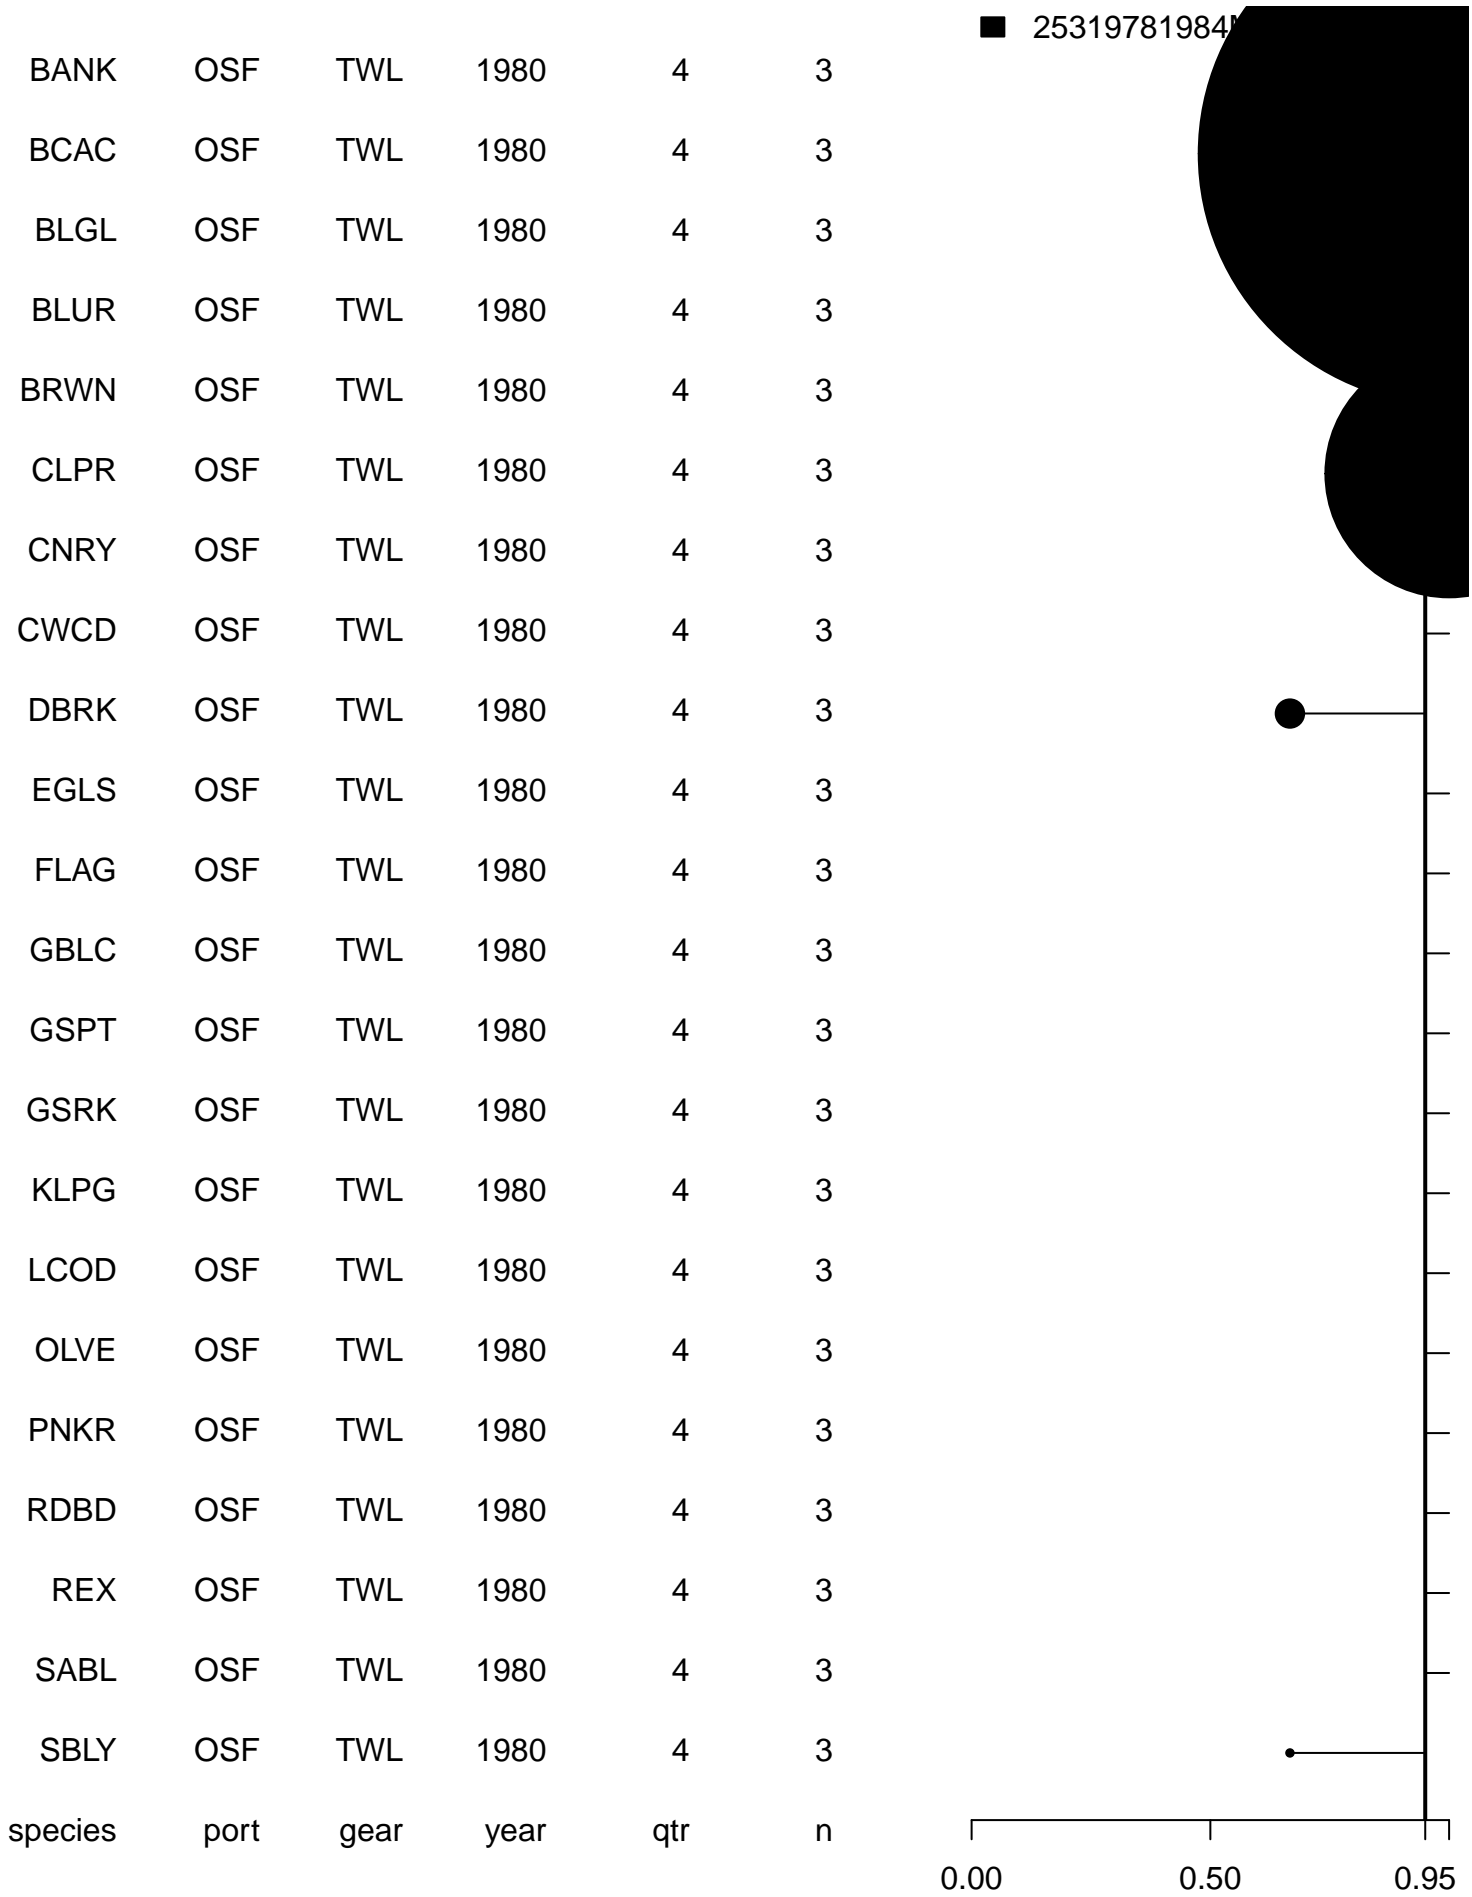 25319781984
BANK OSF TWL 1980 4 3
BCAC OSF TWL 1980 4 3
BLGL OSF TWL 1980 4 3
BLUR OSF TWL 1980 4 3
BRWN OSF TWL 1980 4 3
CLPR OSF TWL 1980 4 3
CNRY OSF TWL 1980 4 3
CWCD OSF TWL 1980 4 3
DBRK OSF TWL 1980 4 3
EGLS OSF TWL 1980 4 3
FLAG OSF TWL 1980 4 3
GBLC OSF TWL 1980 4 3
GSPT OSF TWL 1980 4 3
GSRK OSF TWL 1980 4 3
KLPG OSF TWL 1980 4 3
LCOD OSF TWL 1980 4 3
OLVE OSF TWL 1980 4 3
PNKR OSF TWL 1980 4 3
RDBD OSF TWL 1980 4 3
REX OSF TWL 1980 4 3
SABL OSF TWL 1980 4 3
SBLY OSF TWL 1980 4 3
species port gear year qtr n
0.00 0.50 0.95